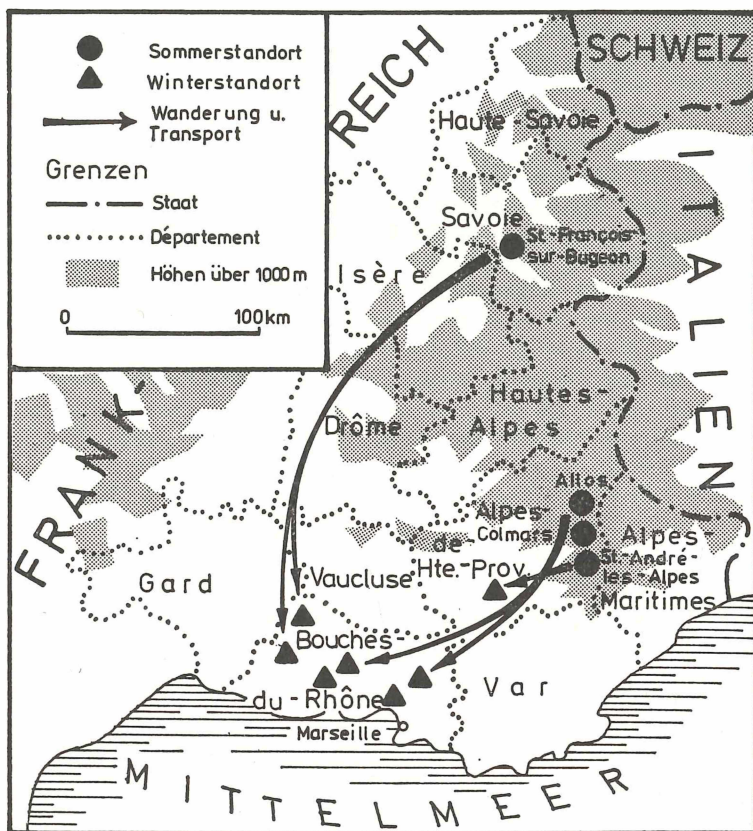 Sommerstandort
Winterstandort
Wanderung u.
Transport
Grenzen
Staat
Département
Höhen über 1000 m
0 100 km
SCHWEIZ
FRANK-
REICH
ITALIEN
Haute-Savoie
Savoie
St.-François-
sur-Bugeon
Isère
Hautes-
Alpes
Drôme
Allos
Alpes-
Colmars
de-
Hte.-Prov.
St.-André-
les-Alpes
Alpes-
Maritimes
Gard
Vaucluse
Bouches-
du-Rhône
Var
Marseille
MITTELMEER